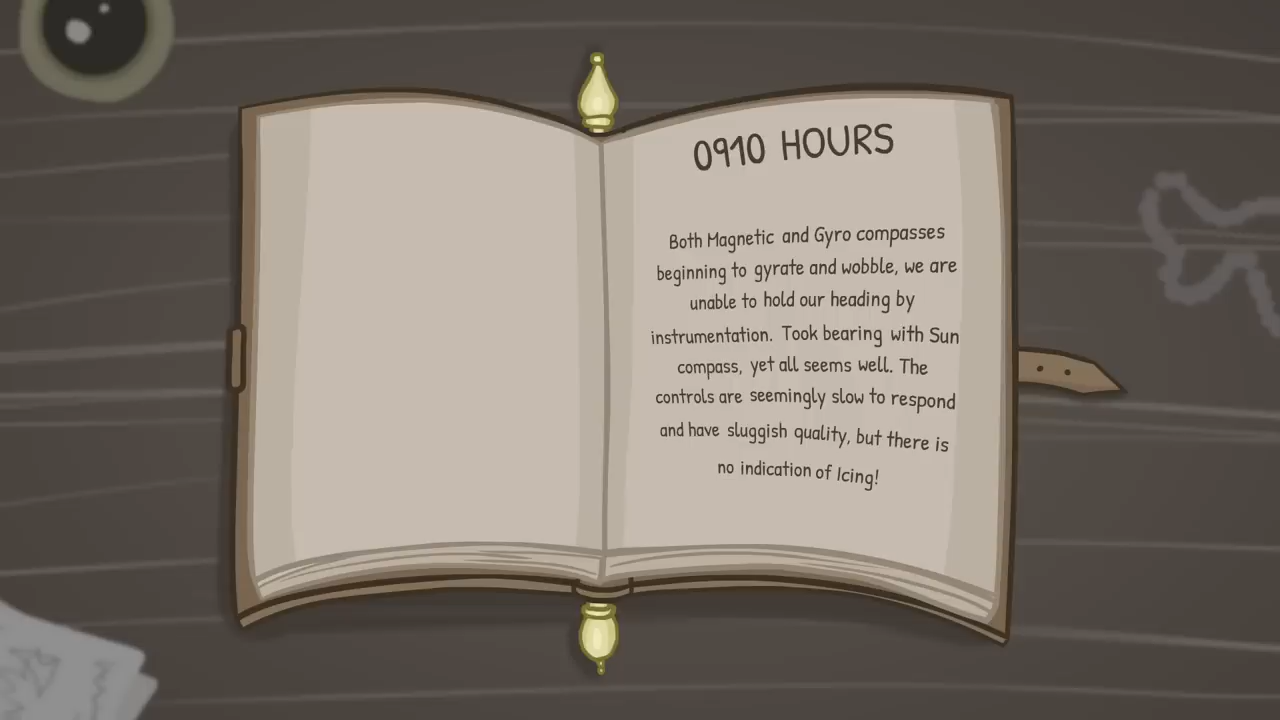 0910 HOURS
Both Magnetic and Gyro compasses
beginning to gyrate and wobble, we are
unable to hold our heading by
instrumentation. Took bearing with Sun
compass, yet all seems well. The
controls are seemingly slow to respond
and have sluggish quality, but there is
no indication of Icing!